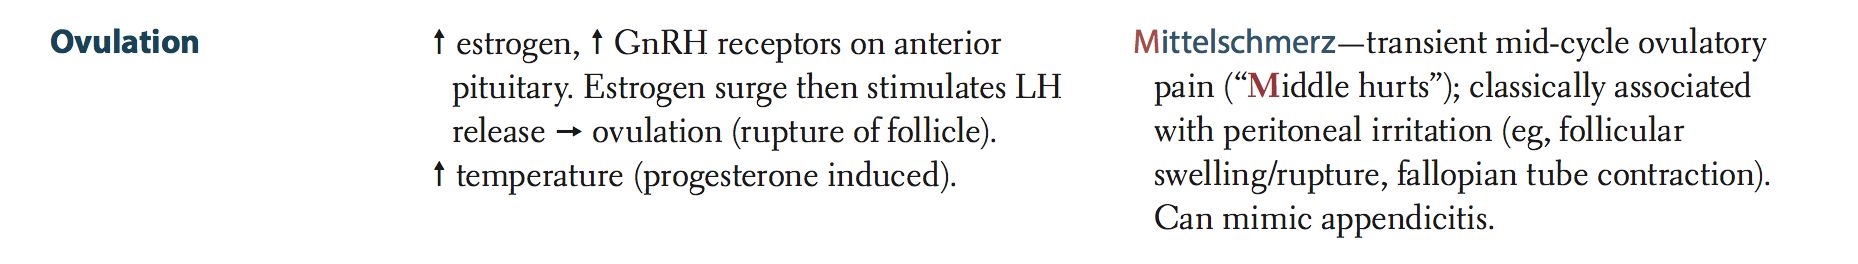 Ovulation
↑ estrogen, ↑ GnRH receptors on anterior
pituitary. Estrogen surge then stimulates LH
release → ovulation (rupture of follicle).
↑ temperature (progesterone induced).
Mittelschmerz—transient mid-cycle ovulatory
pain (“Middle hurts”); classically associated
with peritoneal irritation (eg, follicular
swelling/rupture, fallopian tube contraction).
Can mimic appendicitis.